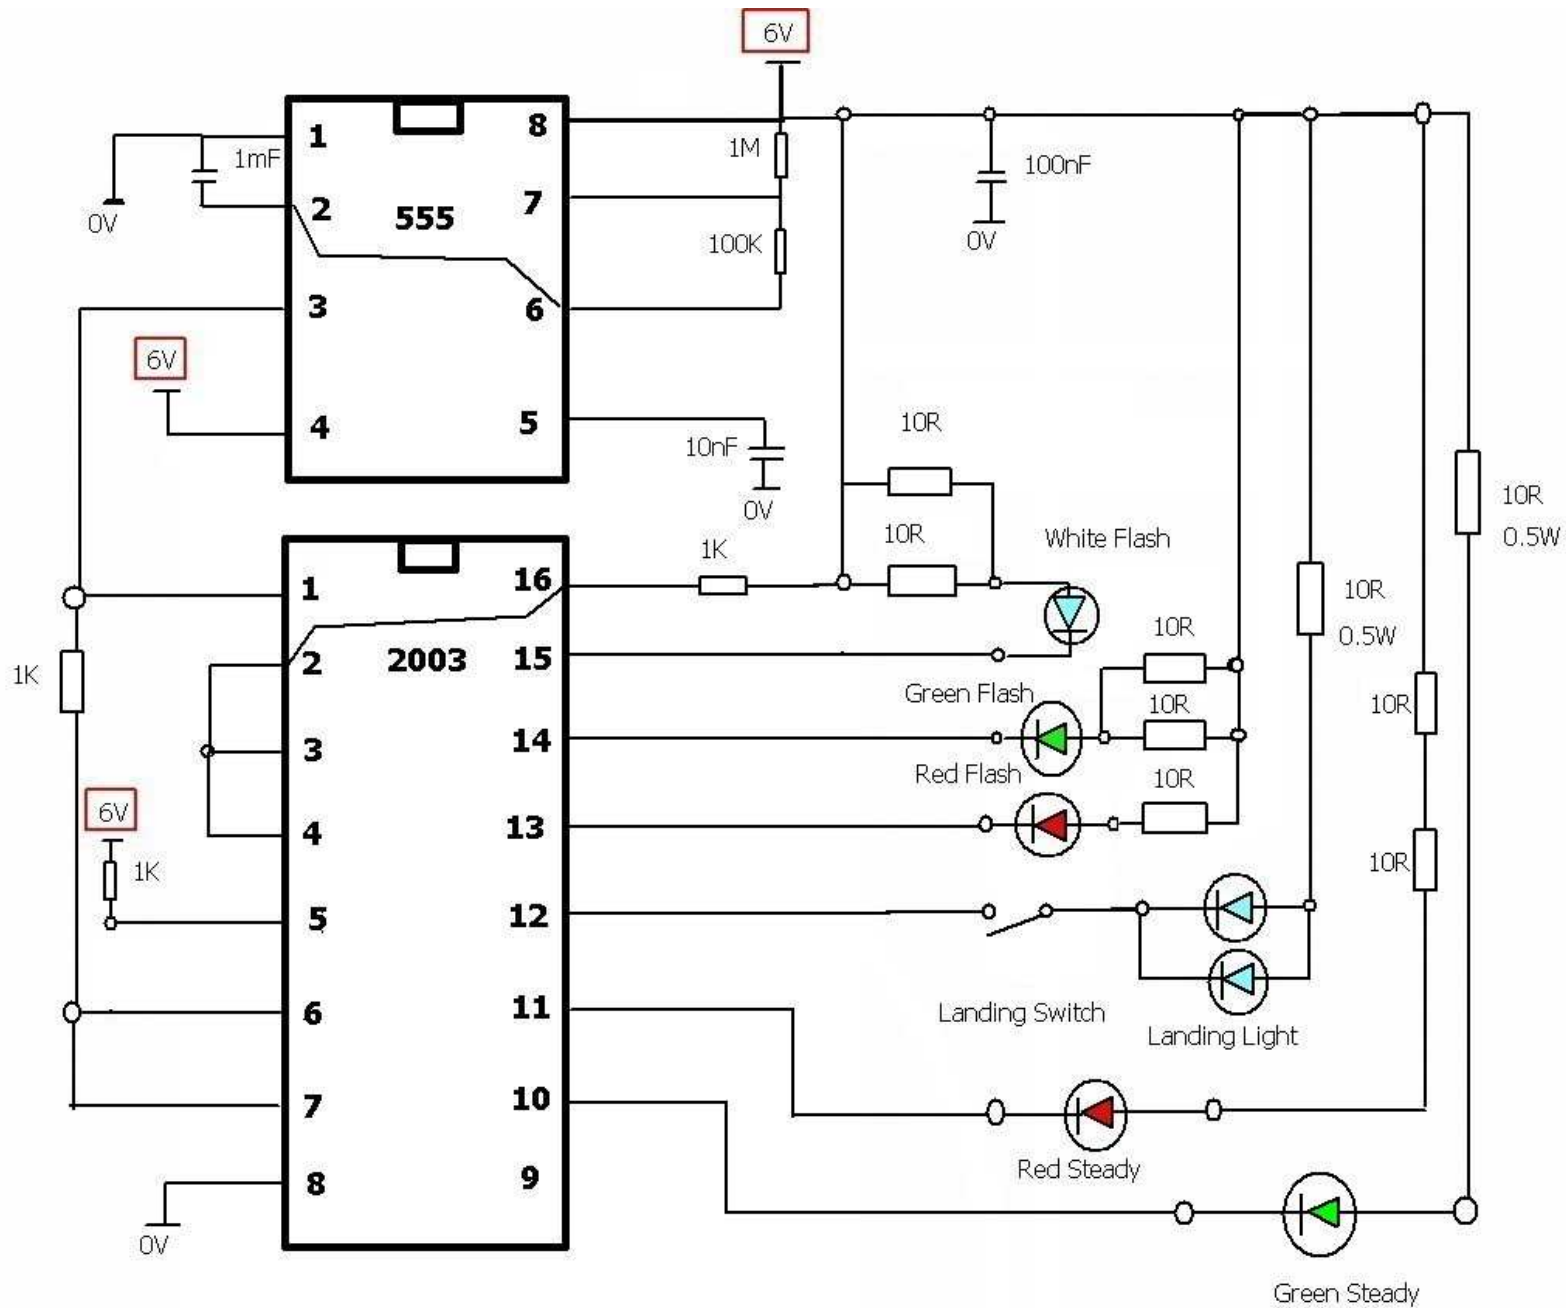 6V
1
8
1mF
1M
100nF
0V
2
555
7
100K
0V
3
6
6V
4
5
10nF
0V
10R
10R
10R
0.5W
White Flash
1K
1
16
10R
0.5W
10R
1K
2
2003
15
Green Flash
10R
10R
3
14
Red Flash
10R
6V
1K
4
13
10R
5
12
Landing Switch
Landing Light
6
11
7
10
Red Steady
8
9
0V
Green Steady